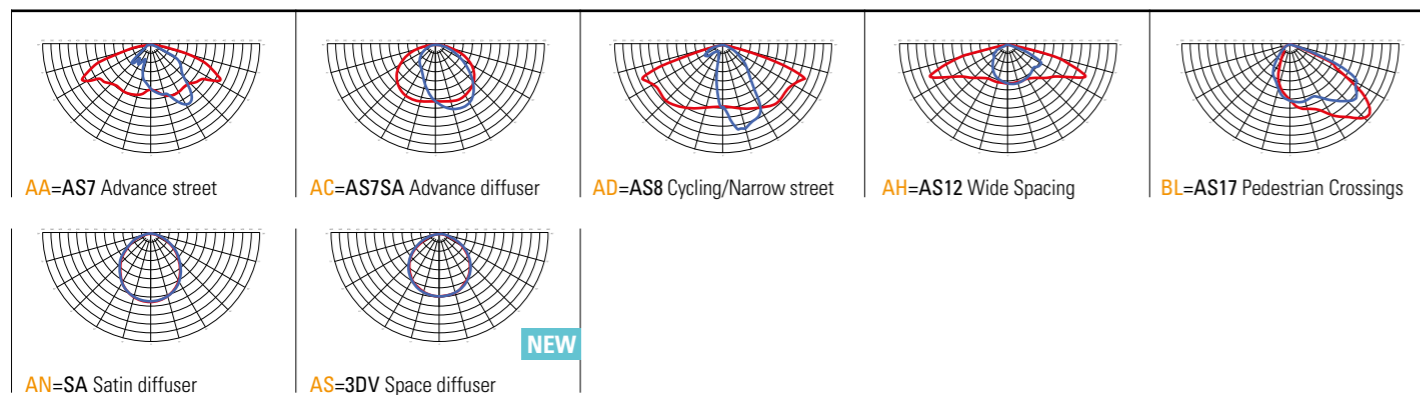 AA=AS7 Advance street
AC=AS7SA Advance diffuser
AD=AS8 Cycling/Narrow street
AH=AS12 Wide Spacing
BL=AS17 Pedestrian Crossings
NEW
AN=SA Satin diffuser
AS=3DV Space diffuser